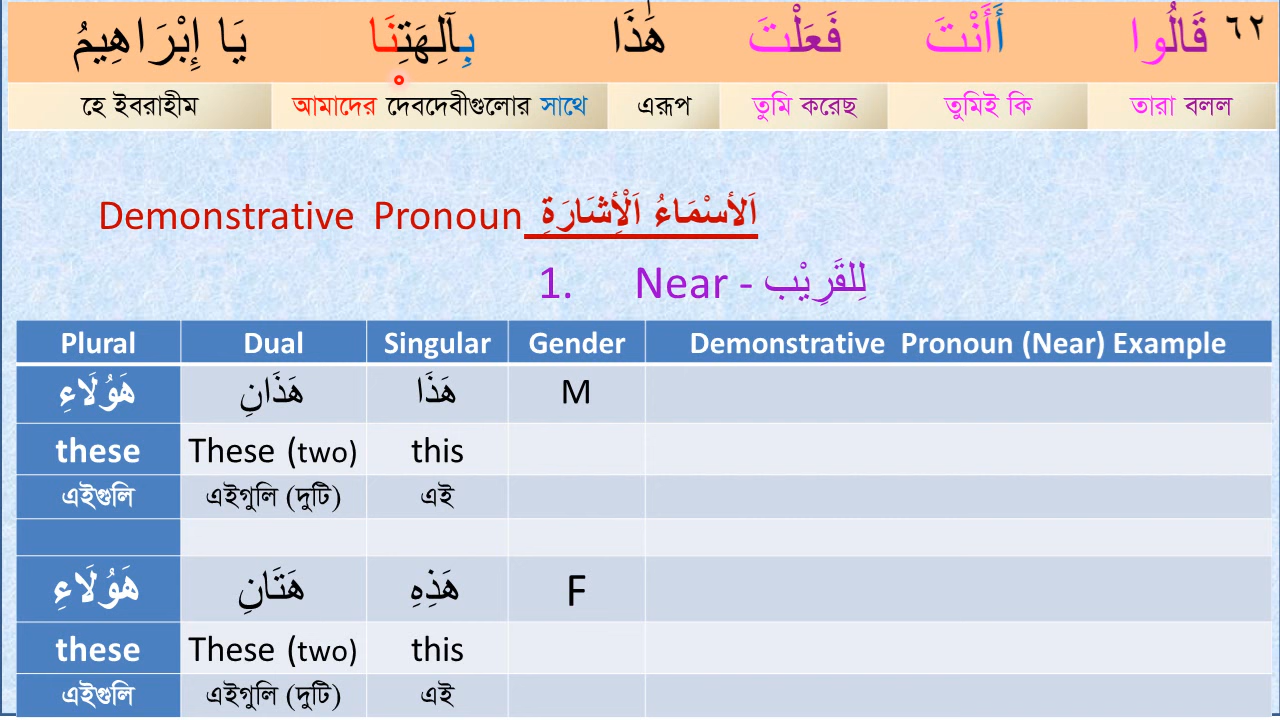 ٦٢ قَالُوا أَأَنْتَ فَعَلْتَ هَٰذَا بِآلِهَتِنَا يَا إِبْرَاهِيمُ
তারা বলল তুমিই কি তুমি করেছ এরূপ আমাদের দেবদেবীগুলোর সাথে হে ইবরাহীম
Demonstrative Pronoun اَلأسْمَاءُ اَلْأِشَارَةِ
1. Near - لِلقَرِيْب
Plural Dual Singular Gender Demonstrative Pronoun (Near) Example
هَؤُلَاءِ هَذَانِ هَذَا M
these These (two) this
এইগুলি এইগুলি (দুটি) এই
هَؤُلَاءِ هَتَانِ هَذِهِ F
these These (two) this
এইগুলি এইগুলি (দুটি) এই